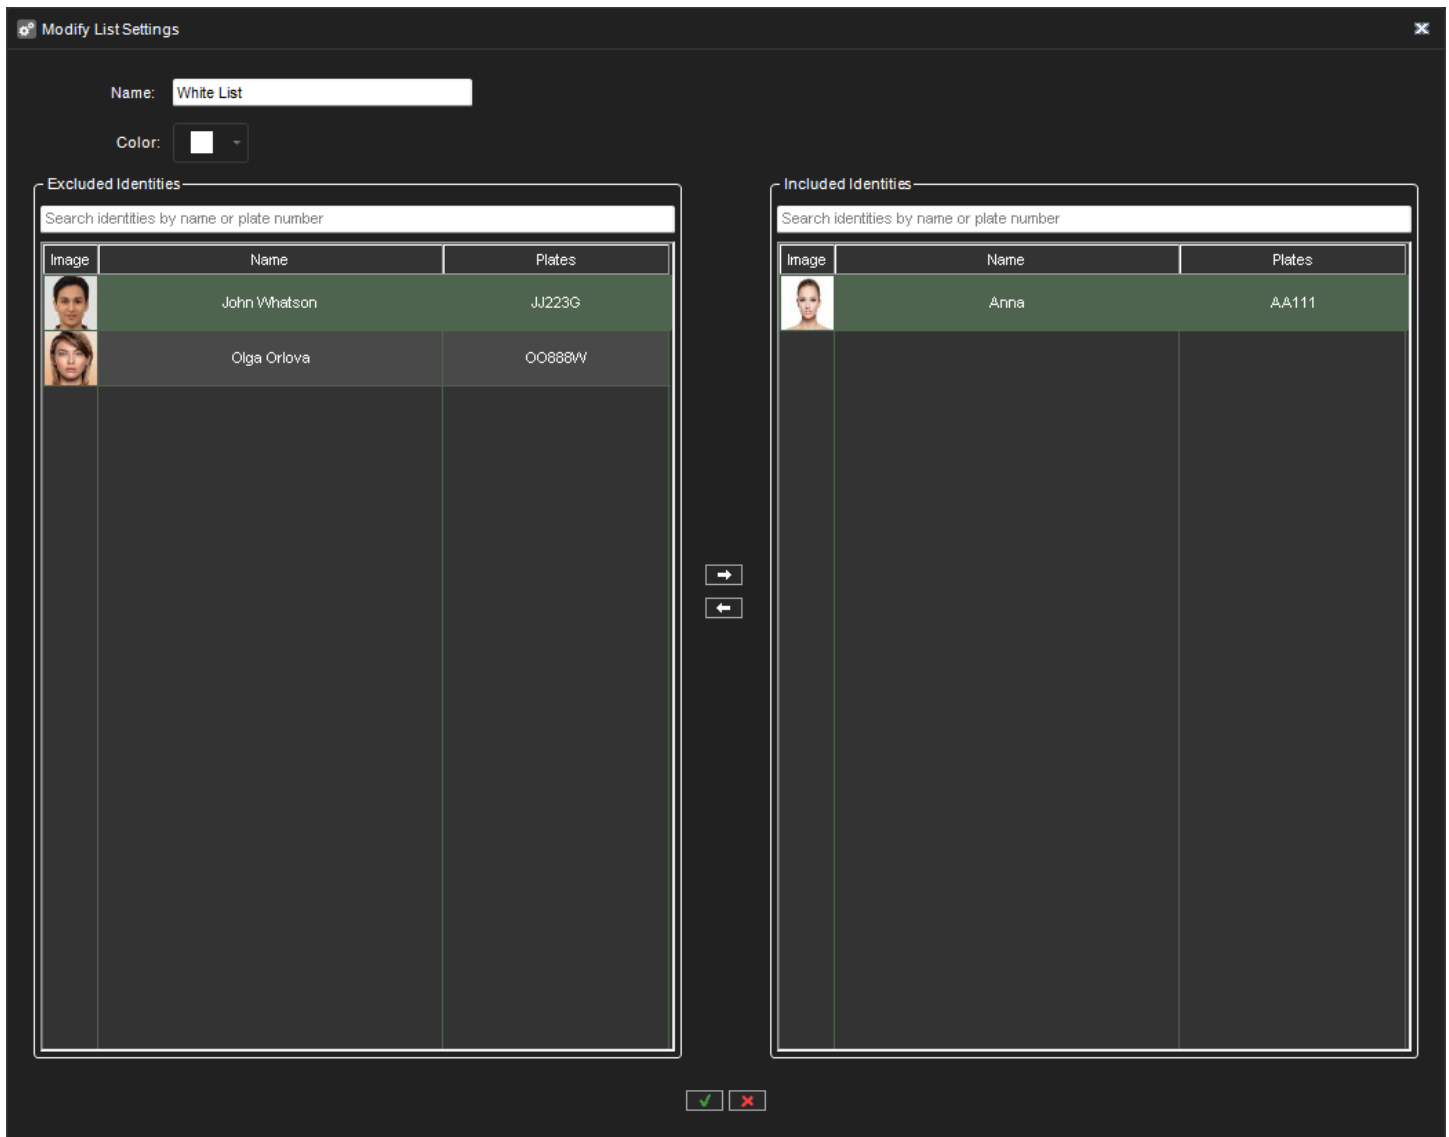 Modify List Settings
Name: White List
Color:
Excluded Identities
Search identities by name or plate number
Image Name Plates
John Whatson JJ223G
Olga Orlova OO888W
Included Identities
Search identities by name or plate number
Image Name Plates
Anna AA111